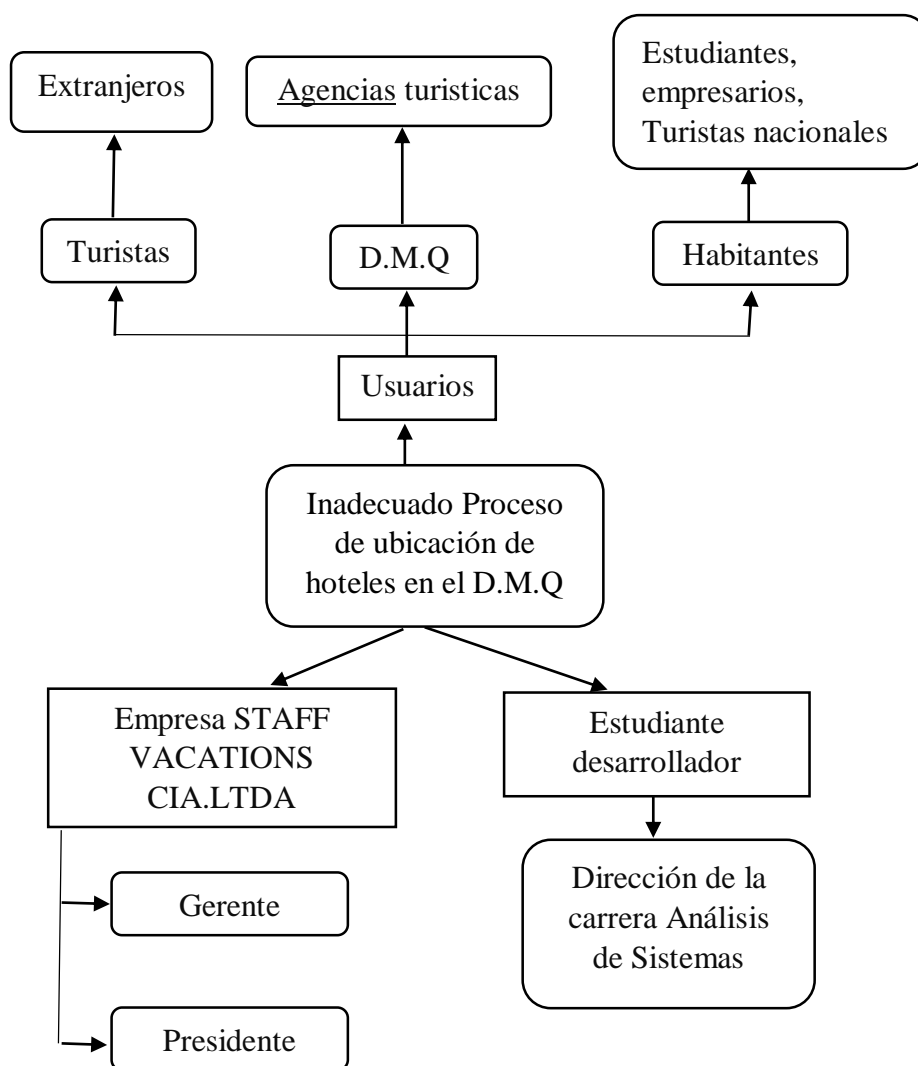 Extranjeros
Agencias turisticas
Estudiantes,
empresarios,
Turistas nacionales
Turistas
D.M.Q
Habitantes
Usuarios
Inadecuado Proceso
de ubicación de
hoteles en el D.M.Q
Empresa STAFF
VACATIONS
CIA.LTDA
Estudiante
desarrollador
Gerente
Presidente
Dirección de la
carrera Análisis
de Sistemas